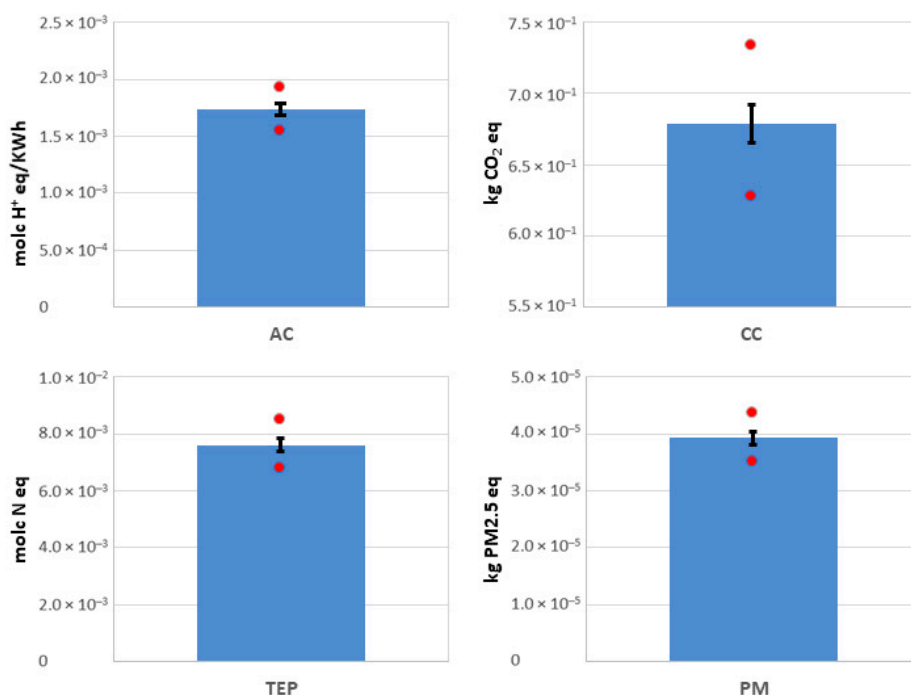 2.5 × 10⁻³
2.0 × 10⁻³
1.5 × 10⁻³
1.0 × 10⁻³
5.0 × 10⁻⁴
0
molc H⁺ eq/KWh
AC
7.5 × 10⁻¹
7.0 × 10⁻¹
6.5 × 10⁻¹
6.0 × 10⁻¹
5.5 × 10⁻¹
kg CO₂ eq
CC
1.0 × 10⁻²
8.0 × 10⁻³
6.0 × 10⁻³
4.0 × 10⁻³
2.0 × 10⁻³
0
molc N eq
TEP
5.0 × 10⁻⁵
4.0 × 10⁻⁵
3.0 × 10⁻⁵
2.0 × 10⁻⁵
1.0 × 10⁻⁵
0
kg PM2.5 eq
PM